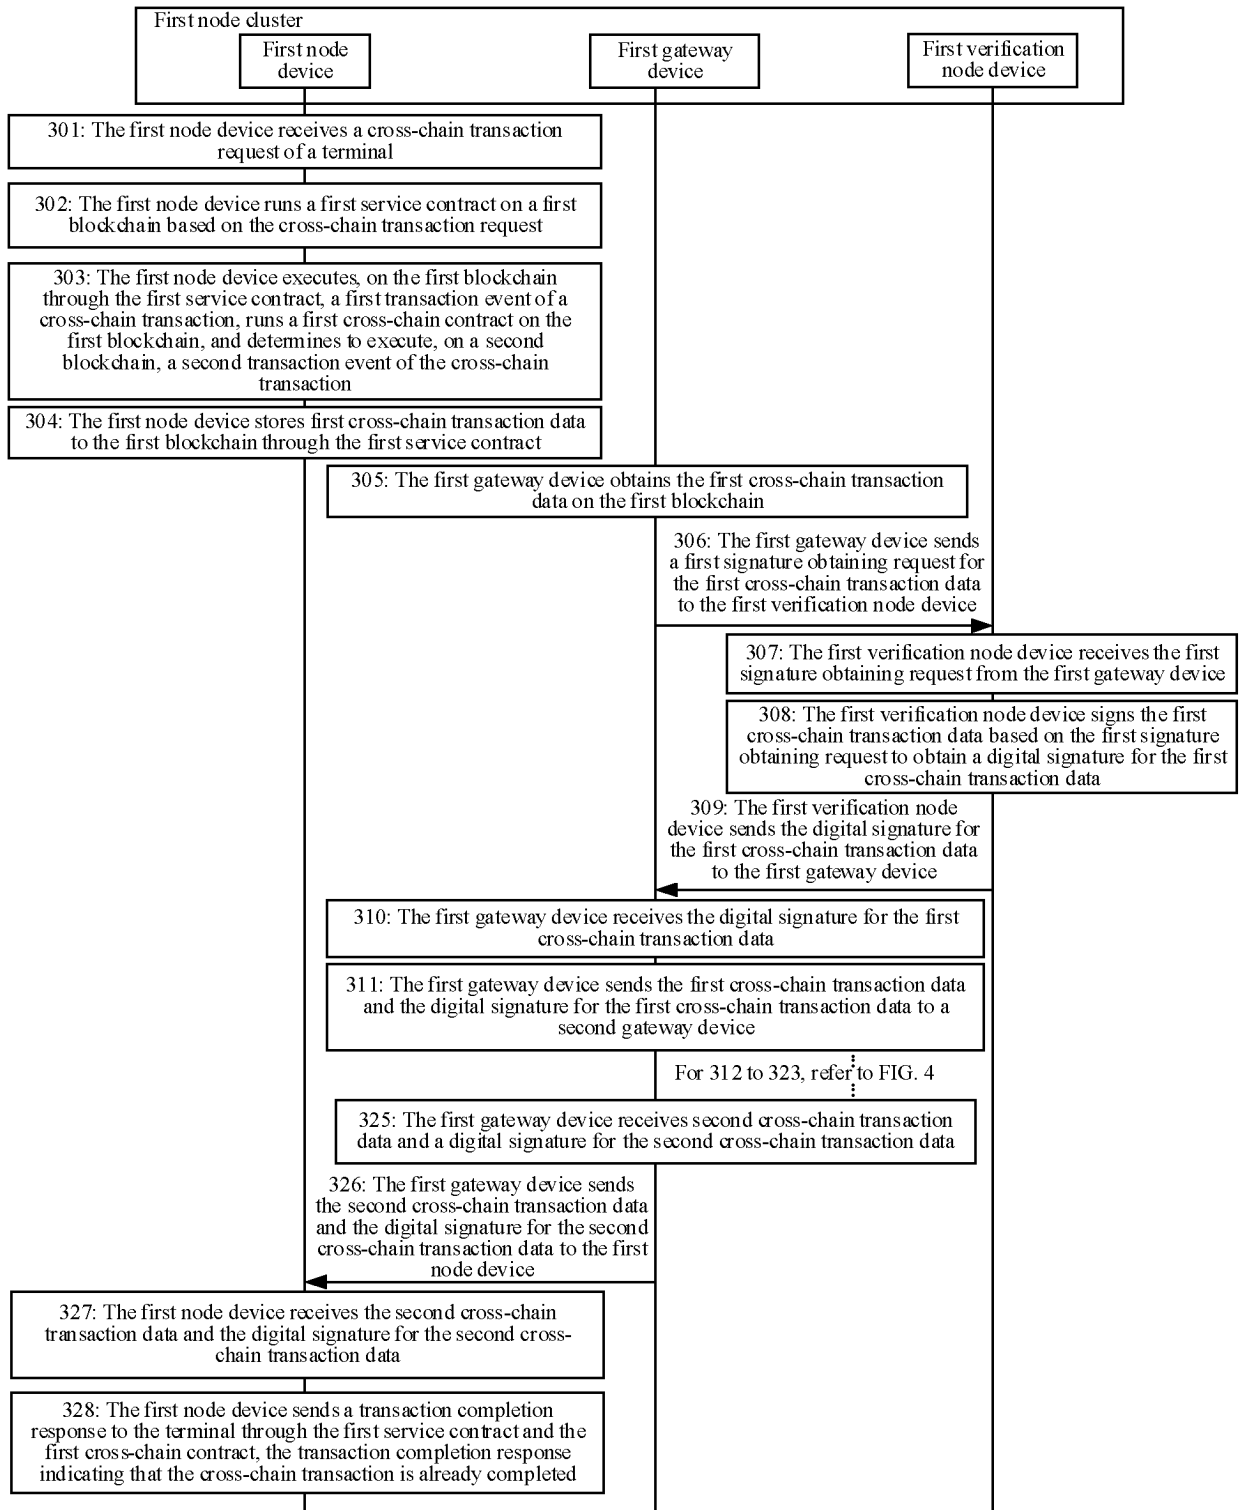 First node cluster
First node
device
First gateway
device
First verification
node device
301: The first node device receives a cross-chain transaction
request of a terminal
302: The first node device runs a first service contract on a first
blockchain based on the cross-chain transaction request
303: The first node device executes, on the first blockchain
through the first service contract, a first transaction event of a
cross-chain transaction, runs a first cross-chain contract on the
first blockchain, and determines to execute, on a second
blockchain, a second transaction event of the cross-chain
transaction
304: The first node device stores first cross-chain transaction data
to the first blockchain through the first service contract
305: The first gateway device obtains the first cross-chain transaction
data on the first blockchain
306: The first gateway device sends
a first signature obtaining request for
the first cross-chain transaction data
to the first verification node device
307: The first verification node device receives the first
signature obtaining request from the first gateway device
308: The first verification node device signs the first
cross-chain transaction data based on the first signature
obtaining request to obtain a digital signature for the first
cross-chain transaction data
309: The first verification node
device sends the digital signature for
the first cross-chain transaction data
to the first gateway device
310: The first gateway device receives the digital signature for the first
cross-chain transaction data
311: The first gateway device sends the first cross-chain transaction data
and the digital signature for the first cross-chain transaction data to a
second gateway device
For 312 to 323, refer to FIG. 4
325: The first gateway device receives second cross-chain transaction
data and a digital signature for the second cross-chain transaction data
326: The first gateway device sends
the second cross-chain transaction data
and the digital signature for the second
cross-chain transaction data to the first
node device
327: The first node device receives the second cross-chain
transaction data and the digital signature for the second cross-
chain transaction data
328: The first node device sends a transaction completion
response to the terminal through the first service contract and the
first cross-chain contract, the transaction completion response
indicating that the cross-chain transaction is already completed